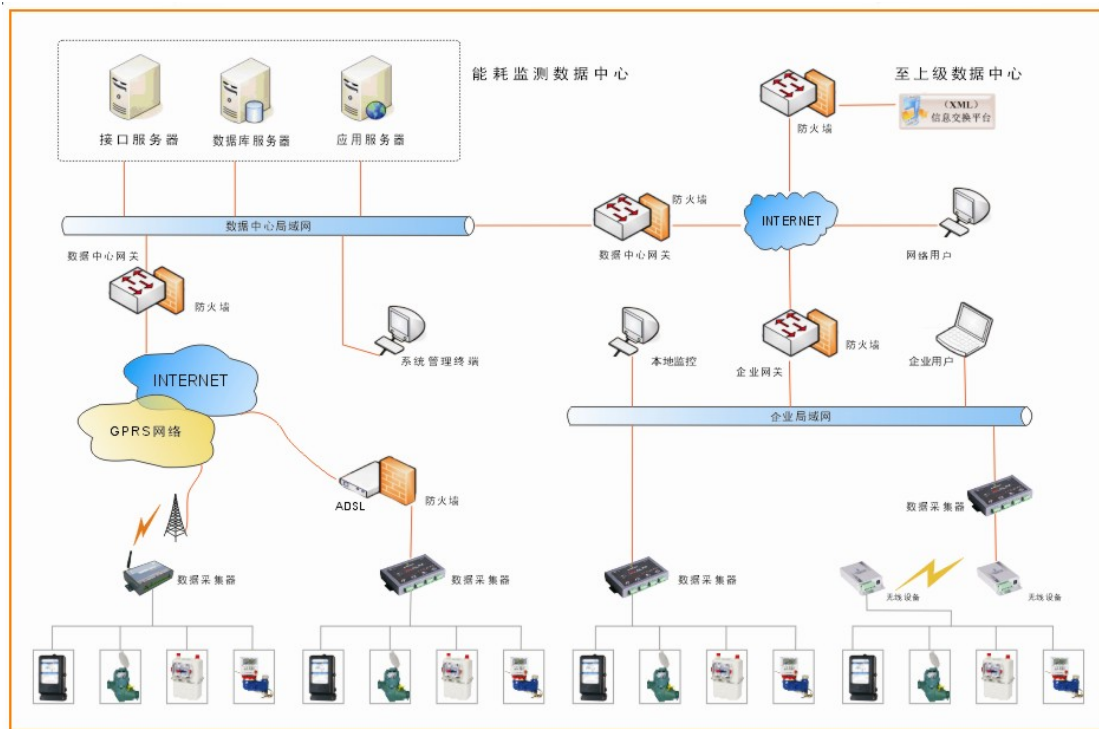 能耗监测数据中心
至上级数据中心
（XML）
信息交换平台
防火墙
接口服务器
数据库服务器
应用服务器
防火墙
数据中心局域网
INTERNET
数据中心网关
数据中心网关
网络用户
防火墙
防火墙
系统管理终端
本地监控
企业网关
企业用户
INTERNET
企业局域网
GPRS网络
ADSL
防火墙
数据采集器
数据采集器
数据采集器
数据采集器
无线设备
无线设备